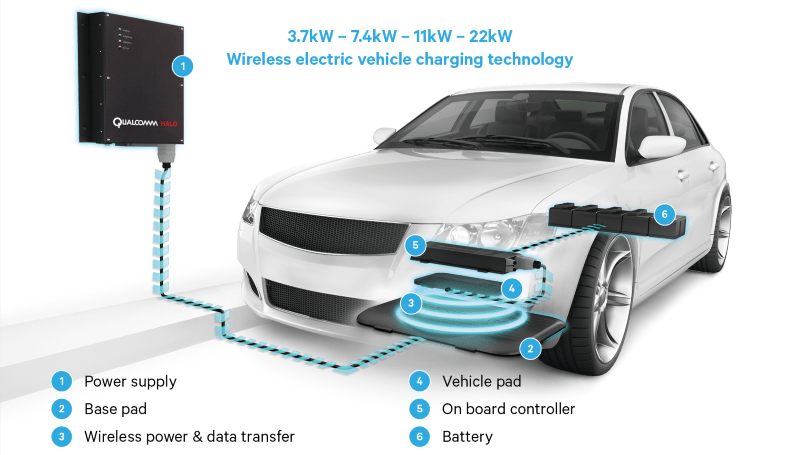 3.7kW – 7.4kW – 11kW – 22kW
Wireless electric vehicle charging technology
1
QUALCOMM HALO
6
5
4
3
2
1 Power supply
2 Base pad
3 Wireless power & data transfer
4 Vehicle pad
5 On board controller
6 Battery